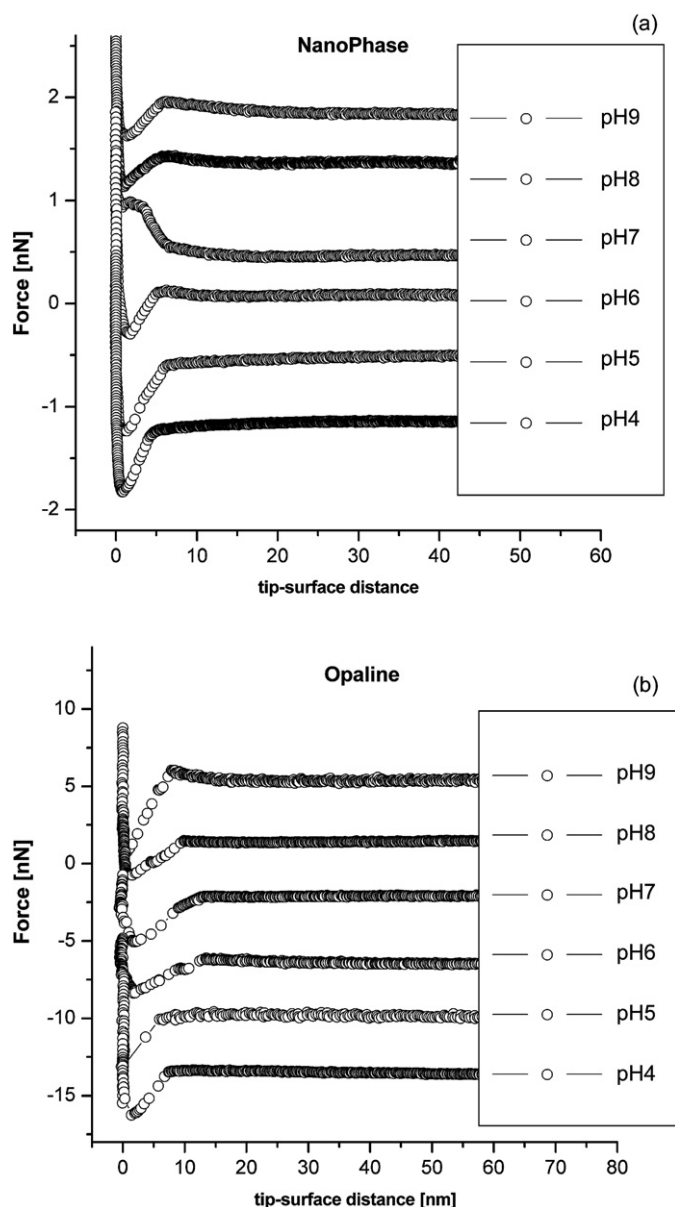 (a)
NanoPhase
pH9
pH8
pH7
pH6
pH5
pH4
Force [nN]
2
1
0
-1
-2
0 10 20 30 40 50 60
tip-surface distance
(b)
Opaline
pH9
pH8
pH7
pH6
pH5
pH4
Force [nN]
10
5
0
-5
-10
-15
0 10 20 30 40 50 60 70 80
tip-surface distance [nm]